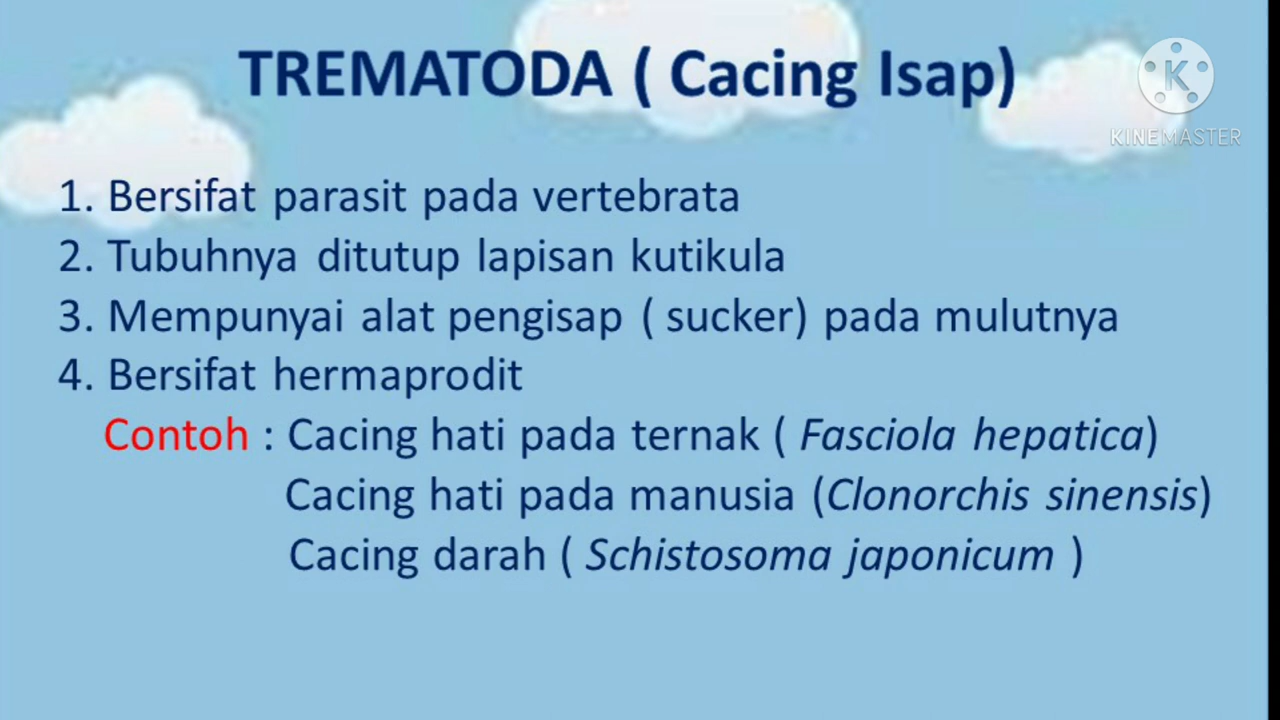 TREMATODA ( Cacing Isap)
K
KINEMASTER
1. Bersifat parasit pada vertebrata
2. Tubuhnya ditutup lapisan kutikula
3. Mempunyai alat pengisap ( sucker) pada mulutnya
4. Bersifat hermaprodit
Contoh : Cacing hati pada ternak ( Fasciola hepatica)
Cacing hati pada manusia (Clonorchis sinensis)
Cacing darah ( Schistosoma japonicum )